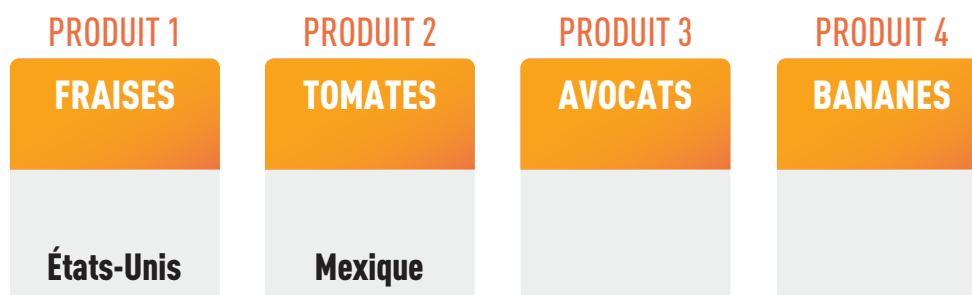 PRODUIT 1 PRODUIT 2 PRODUIT 3 PRODUIT 4
FRAISES TOMATES AVOCATS BANANES
États-Unis Mexique